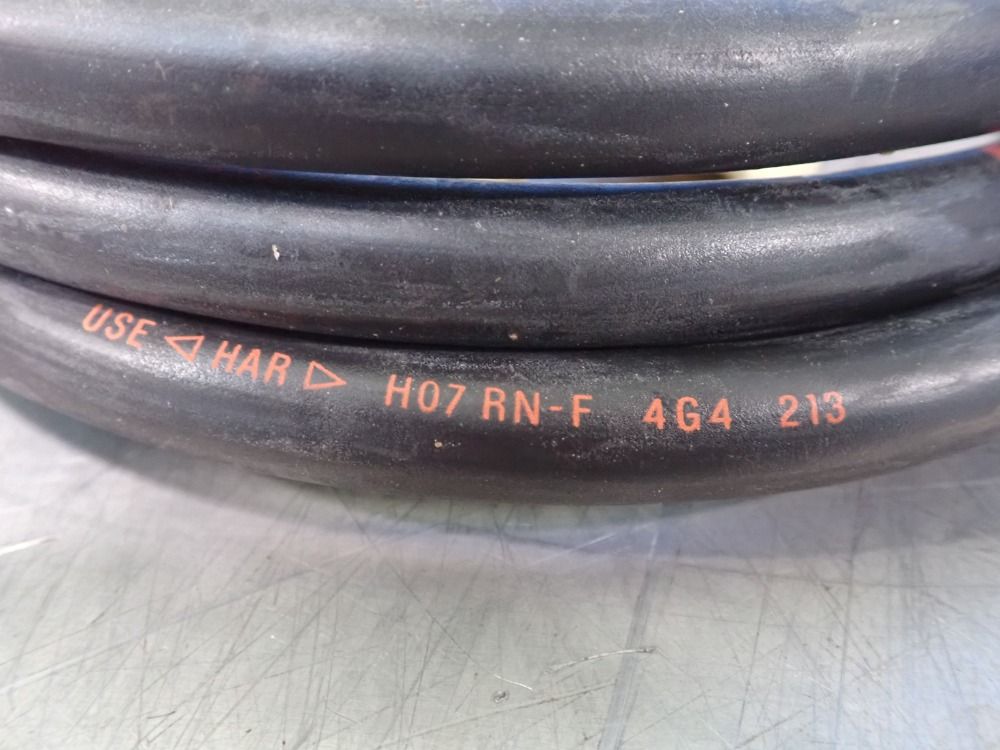 USE ◁ HAR ▷ H07 RN-F 4G4 213